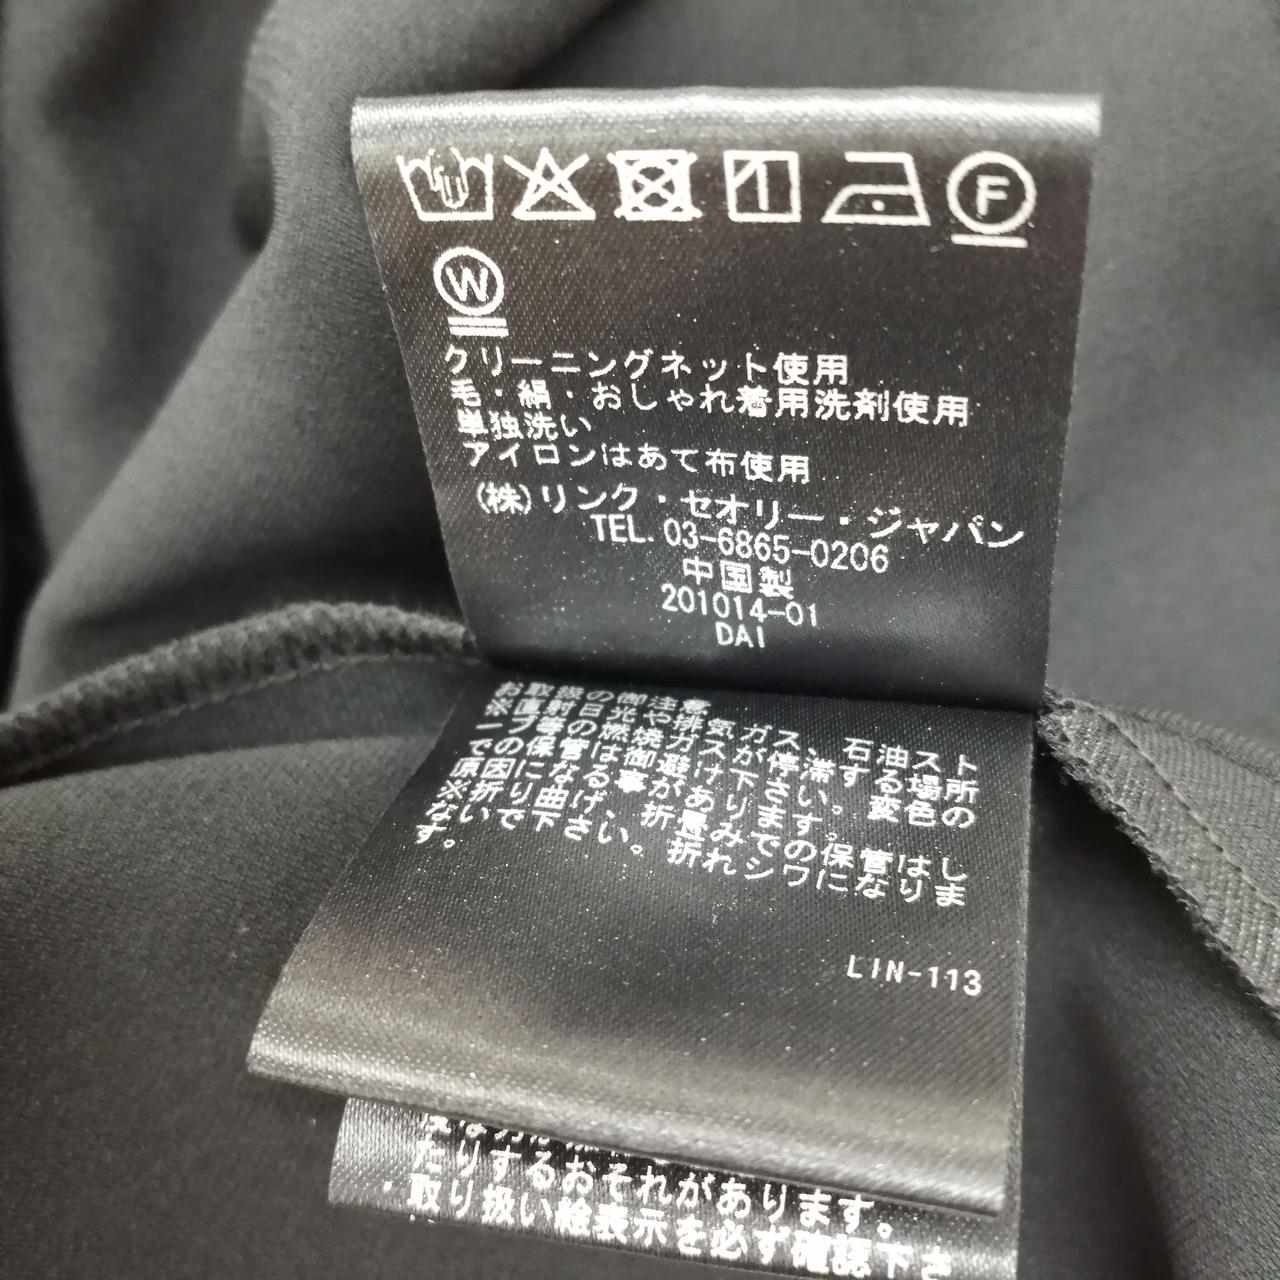 F
W
クリーニングネット使用
毛・絹・おしゃれ着用洗剤使用
単独洗い
アイロンはあて布使用
(株)リンク・セオリー・ジャパン
TEL.03-6865-0206
中国製
201014-01
DAI
お取扱の御注意
※直射日光や排気ガス、石油スト
ーブ等の燃焼ガスが停滞する場所
での保管は御避け下さい。変色の
原因になる事があります。
※折り曲げ、折畳みでの保管はし
ないで下さい。折れシワになりま
す。
LIN-113
たりするおそれがあります。
・取り扱い絵表示を必ず確認下さ